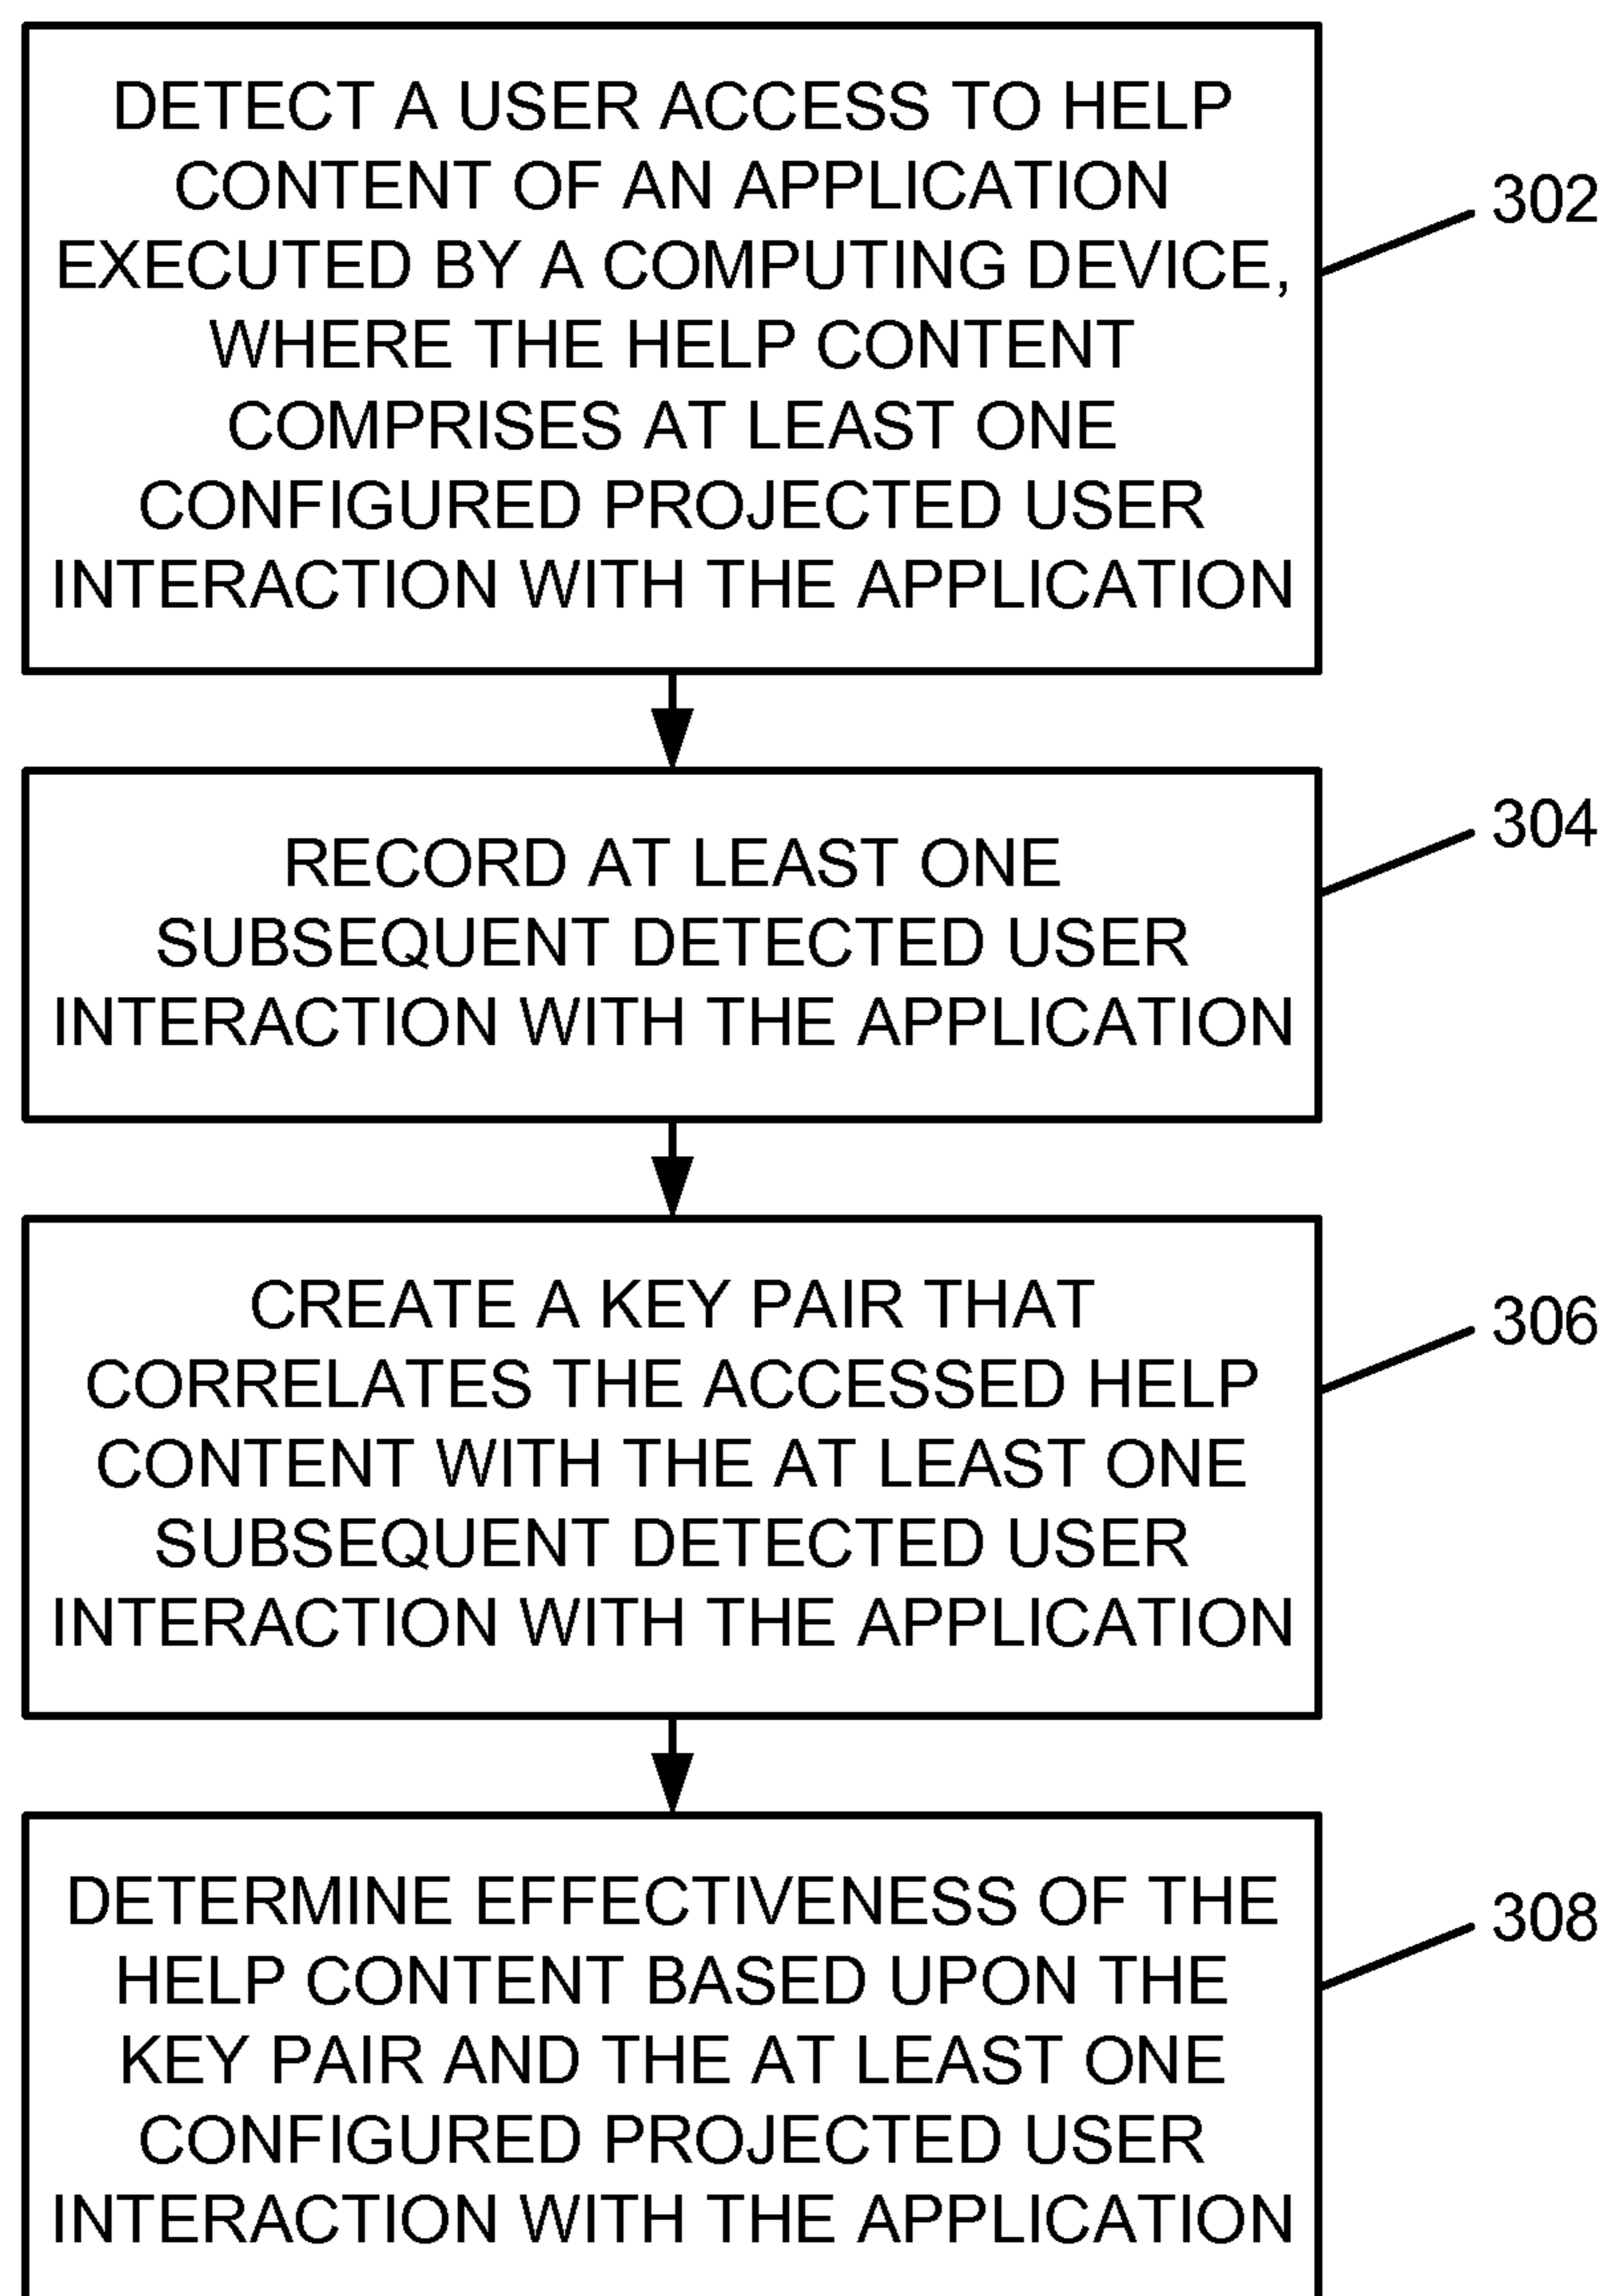 DETECT A USER ACCESS TO HELP
CONTENT OF AN APPLICATION
EXECUTED BY A COMPUTING DEVICE,
WHERE THE HELP CONTENT
COMPRISES AT LEAST ONE
CONFIGURED PROJECTED USER
INTERACTION WITH THE APPLICATION
302
RECORD AT LEAST ONE
SUBSEQUENT DETECTED USER
INTERACTION WITH THE APPLICATION
304
CREATE A KEY PAIR THAT
CORRELATES THE ACCESSED HELP
CONTENT WITH THE AT LEAST ONE
SUBSEQUENT DETECTED USER
INTERACTION WITH THE APPLICATION
306
DETERMINE EFFECTIVENESS OF THE
HELP CONTENT BASED UPON THE
KEY PAIR AND THE AT LEAST ONE
CONFIGURED PROJECTED USER
INTERACTION WITH THE APPLICATION
308